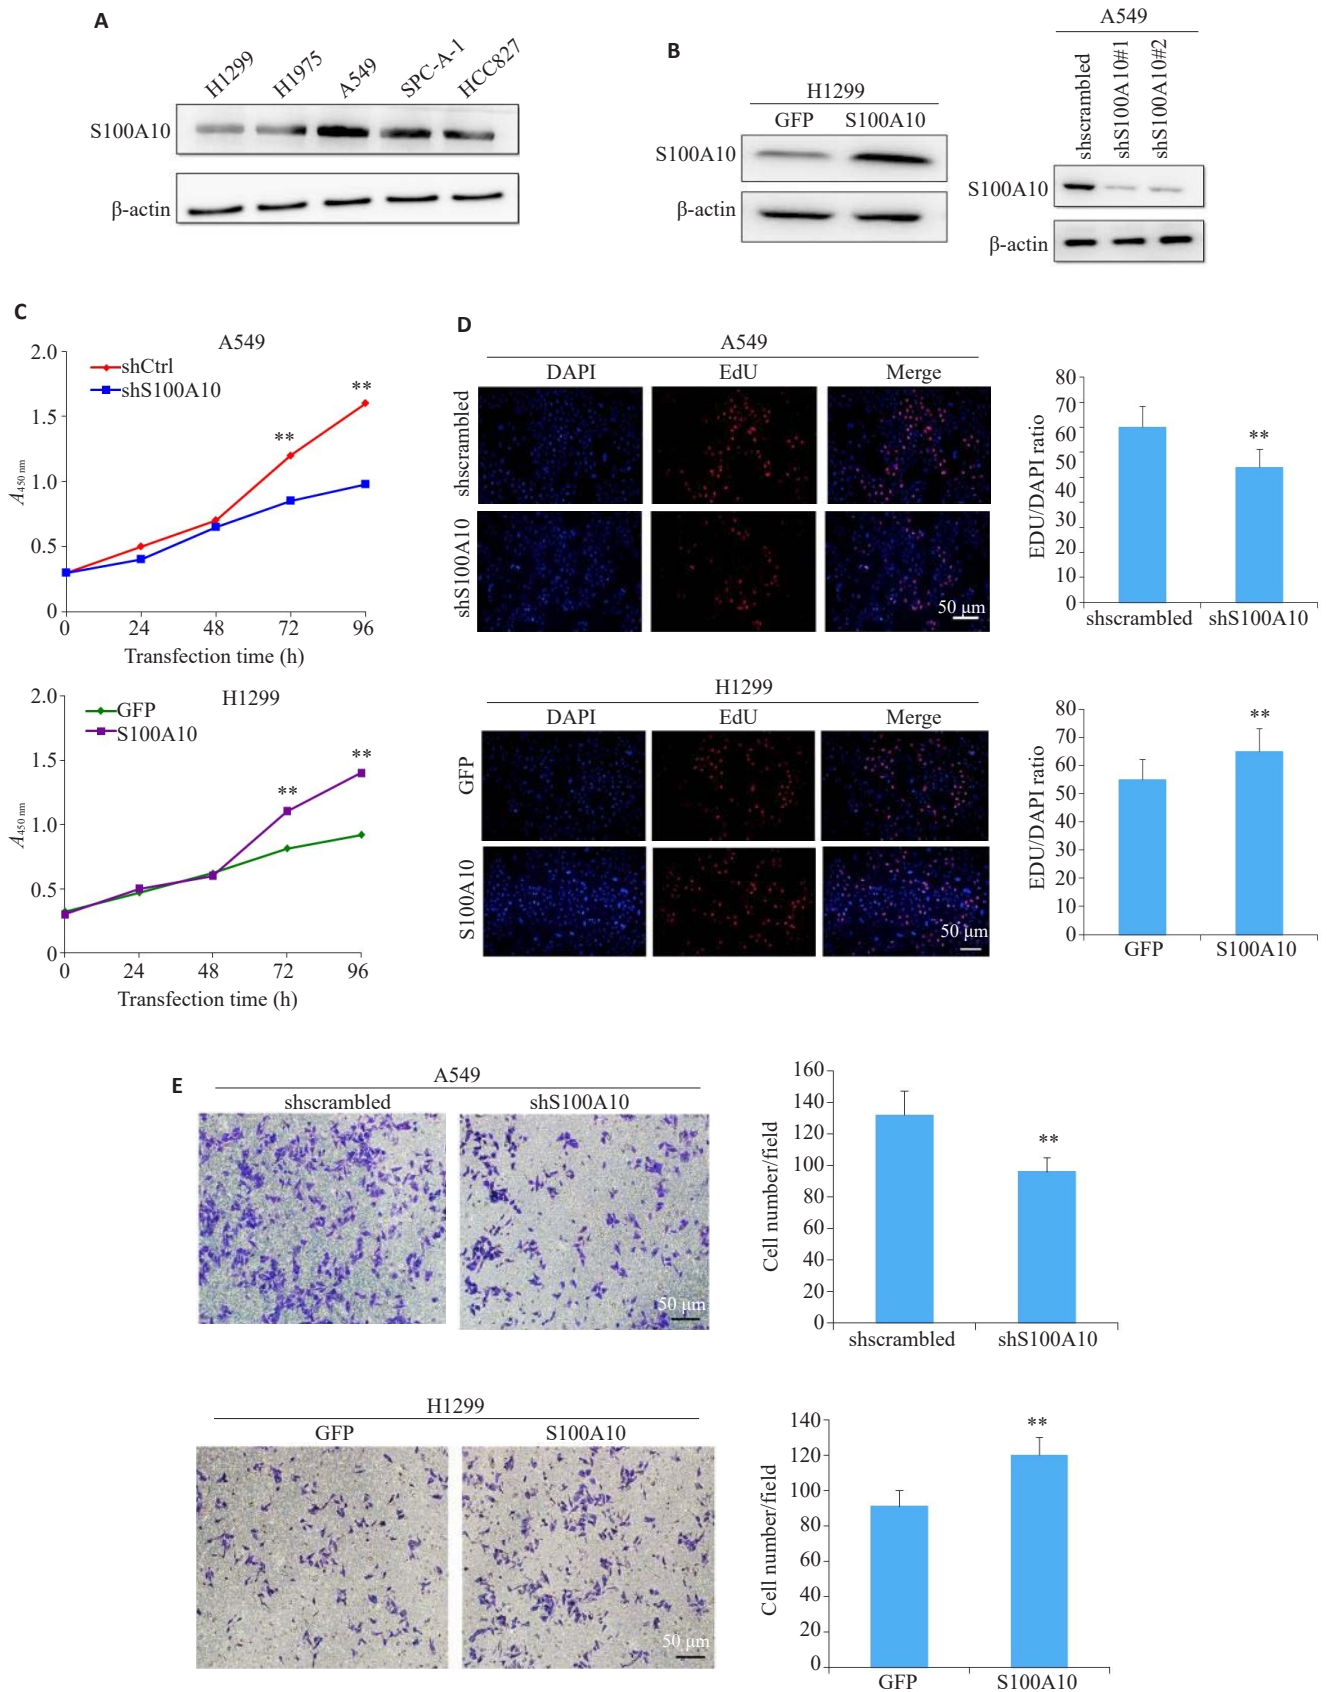 A
H1299
H1975
A549
SPC-A-1
HCC827
S100A10
β-actin
B
H1299
GFP S100A10
S100A10
β-actin
A549
shscrambled
shS100A10#1
shS100A10#2
S100A10
β-actin
C
A549
shCtrl
shS100A10
**
**
2.0
1.5
1.0
0.5
0
A450 nm
0 24 48 72 96
Transfection time (h)
H1299
GFP
S100A10
**
**
2.0
1.5
1.0
0.5
0
A450 nm
0 24 48 72 96
Transfection time (h)
D
A549
DAPI EdU Merge
shscrambled
shS100A10
50 μm
80
70
60
50
40
30
20
10
0
EDU/DAPI ratio
**
shscrambled shS100A10
H1299
DAPI EdU Merge
GFP
S100A10
50 μm
80
70
60
50
40
30
20
10
0
EDU/DAPI ratio
**
GFP S100A10
E
A549
shscrambled shS100A10
50 μm
160
140
120
100
80
60
40
20
0
Cell number/field
**
shscrambled shS100A10
H1299
GFP S100A10
50 μm
140
120
100
80
60
40
20
0
Cell number/field
**
GFP S100A10